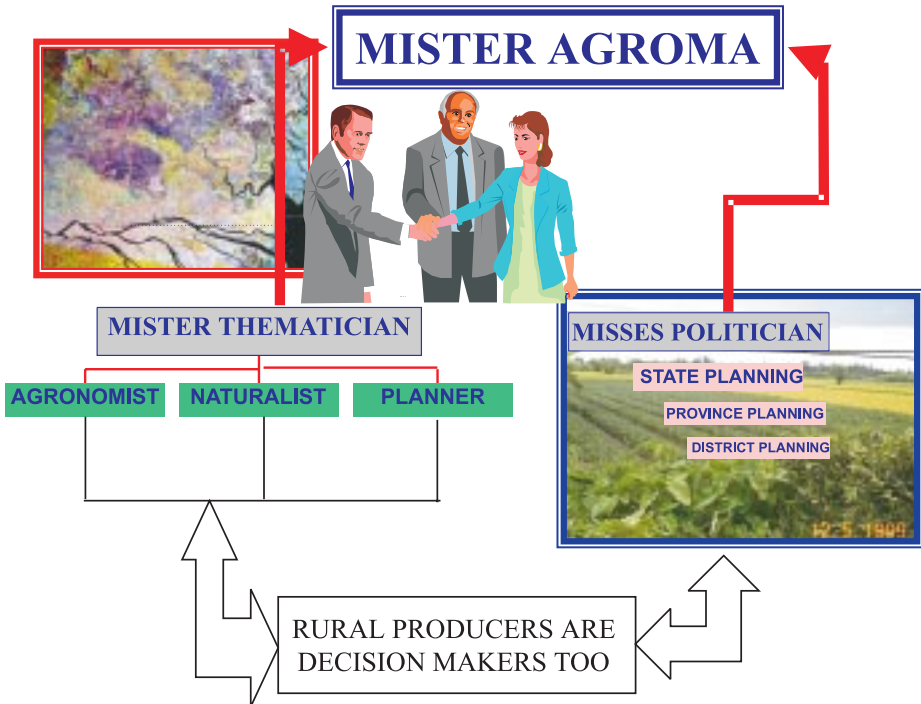 MISTER AGROMA
MISTER THEMATICIAN
AGRONOMIST
NATURALIST
PLANNER
MISSES POLITICIAN
STATE PLANNING
PROVINCE PLANNING
DISTRICT PLANNING
RURAL PRODUCERS ARE
DECISION MAKERS TOO